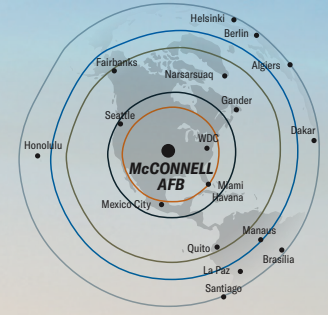 Helsinki
Berlin
Fairbanks
Algiers
Narsarsuaq
Gander
Seattle
Dakar
WDC
Honolulu
McCONNELL
AFB
Miami
Havana
Mexico City
Manaus
Quito
Brasilia
La Paz
Santiago